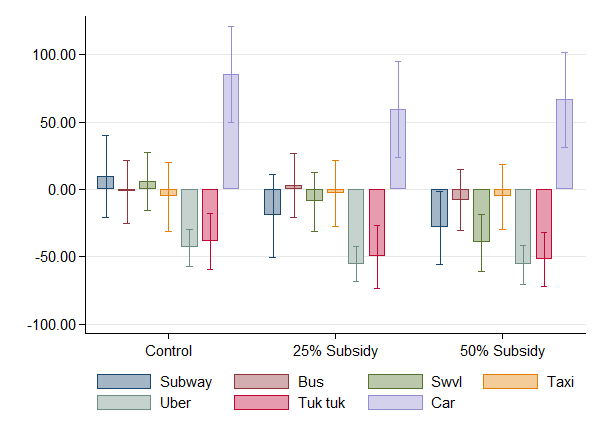 100.00
50.00
0.00
-50.00
-100.00
Control 25% Subsidy 50% Subsidy
Subway Bus Swvl Taxi
Uber Tuk tuk Car